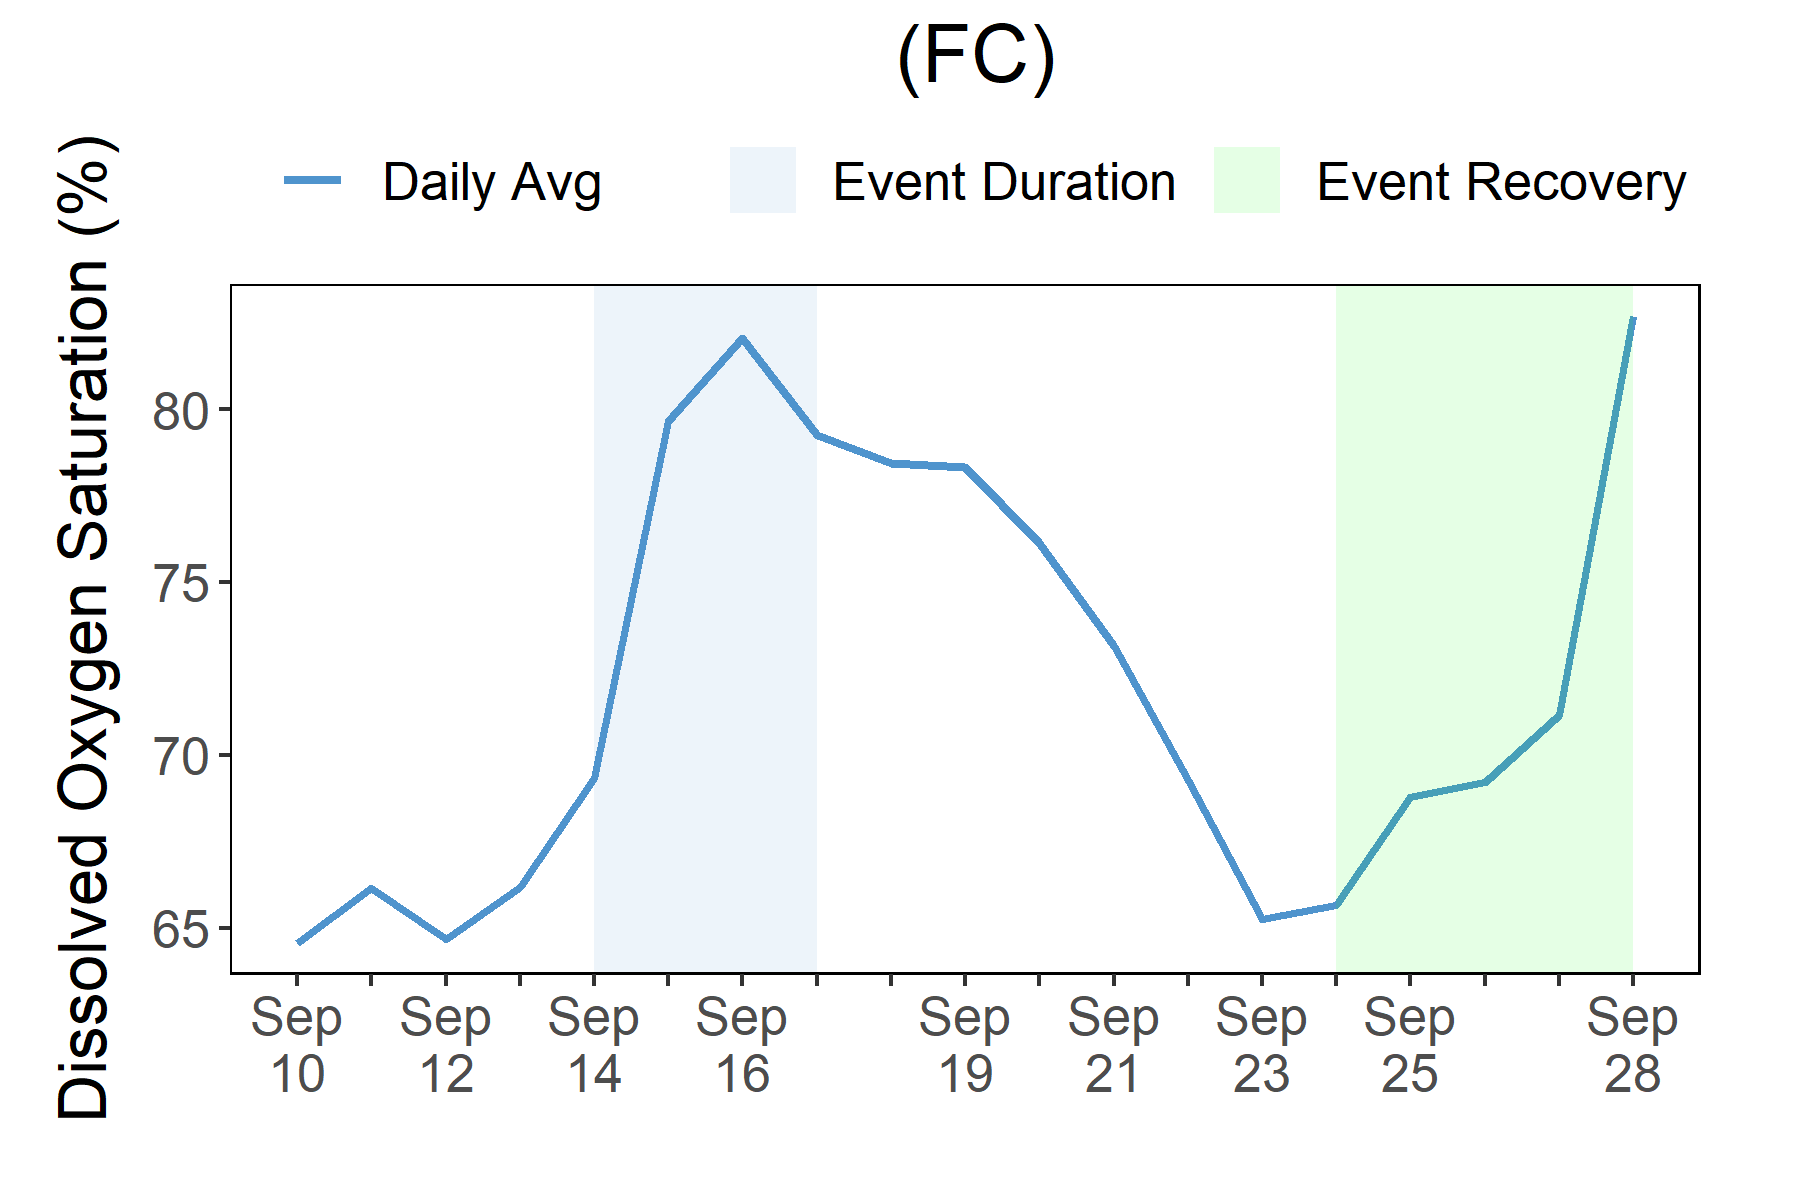 (FC)
Daily Avg
Event Duration
Event Recovery
Dissolved Oxygen Saturation (%)
80
75
70
65
Sep 10
Sep 12
Sep 14
Sep 16
Sep 19
Sep 21
Sep 23
Sep 25
Sep 28